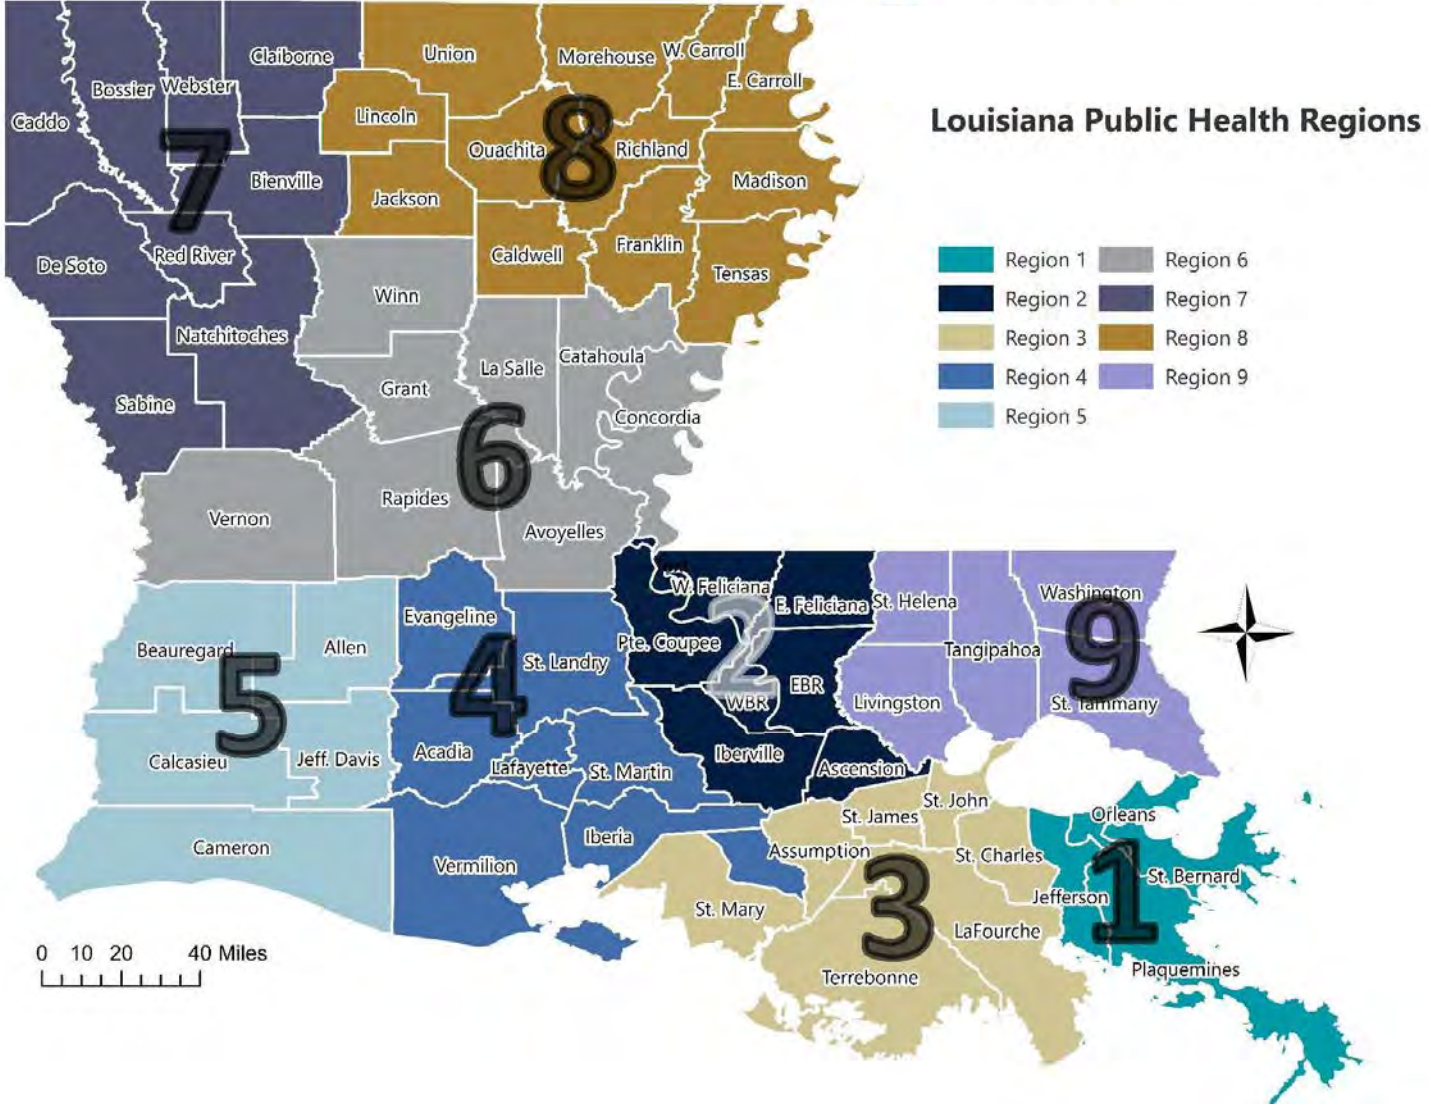 Louisiana Public Health Regions
Region 1
Region 2
Region 3
Region 4
Region 5
Region 6
Region 7
Region 8
Region 9
Caddo
Bossier
Webster
Claiborne
Bienville
De Soto
Red River
Natchitoches
Sabine
7
Union
Morehouse
W. Carroll
E. Carroll
Lincoln
Ouachita
Richland
Madison
Jackson
Caldwell
Franklin
Tensas
8
Winn
Grant
La Salle
Catahoula
Concordia
Rapides
Vernon
Avoyelles
6
Beauregard
Allen
Calcasieu
Jeff. Davis
Cameron
5
Evangeline
St. Landry
Acadia
Lafayette
St. Martin
Iberia
Vermilion
4
W. Feliciana
E. Feliciana
Pte. Coupee
WBR
EBR
Iberville
Ascension
2
St. Helena
Tangipahoa
Washington
Livingston
St. Tammany
9
St. John
St. James
St. Charles
Assumption
St. Mary
LaFourche
Terrebonne
3
Orleans
St. Bernard
Jefferson
Plaquemines
1
0 10 20 40 Miles